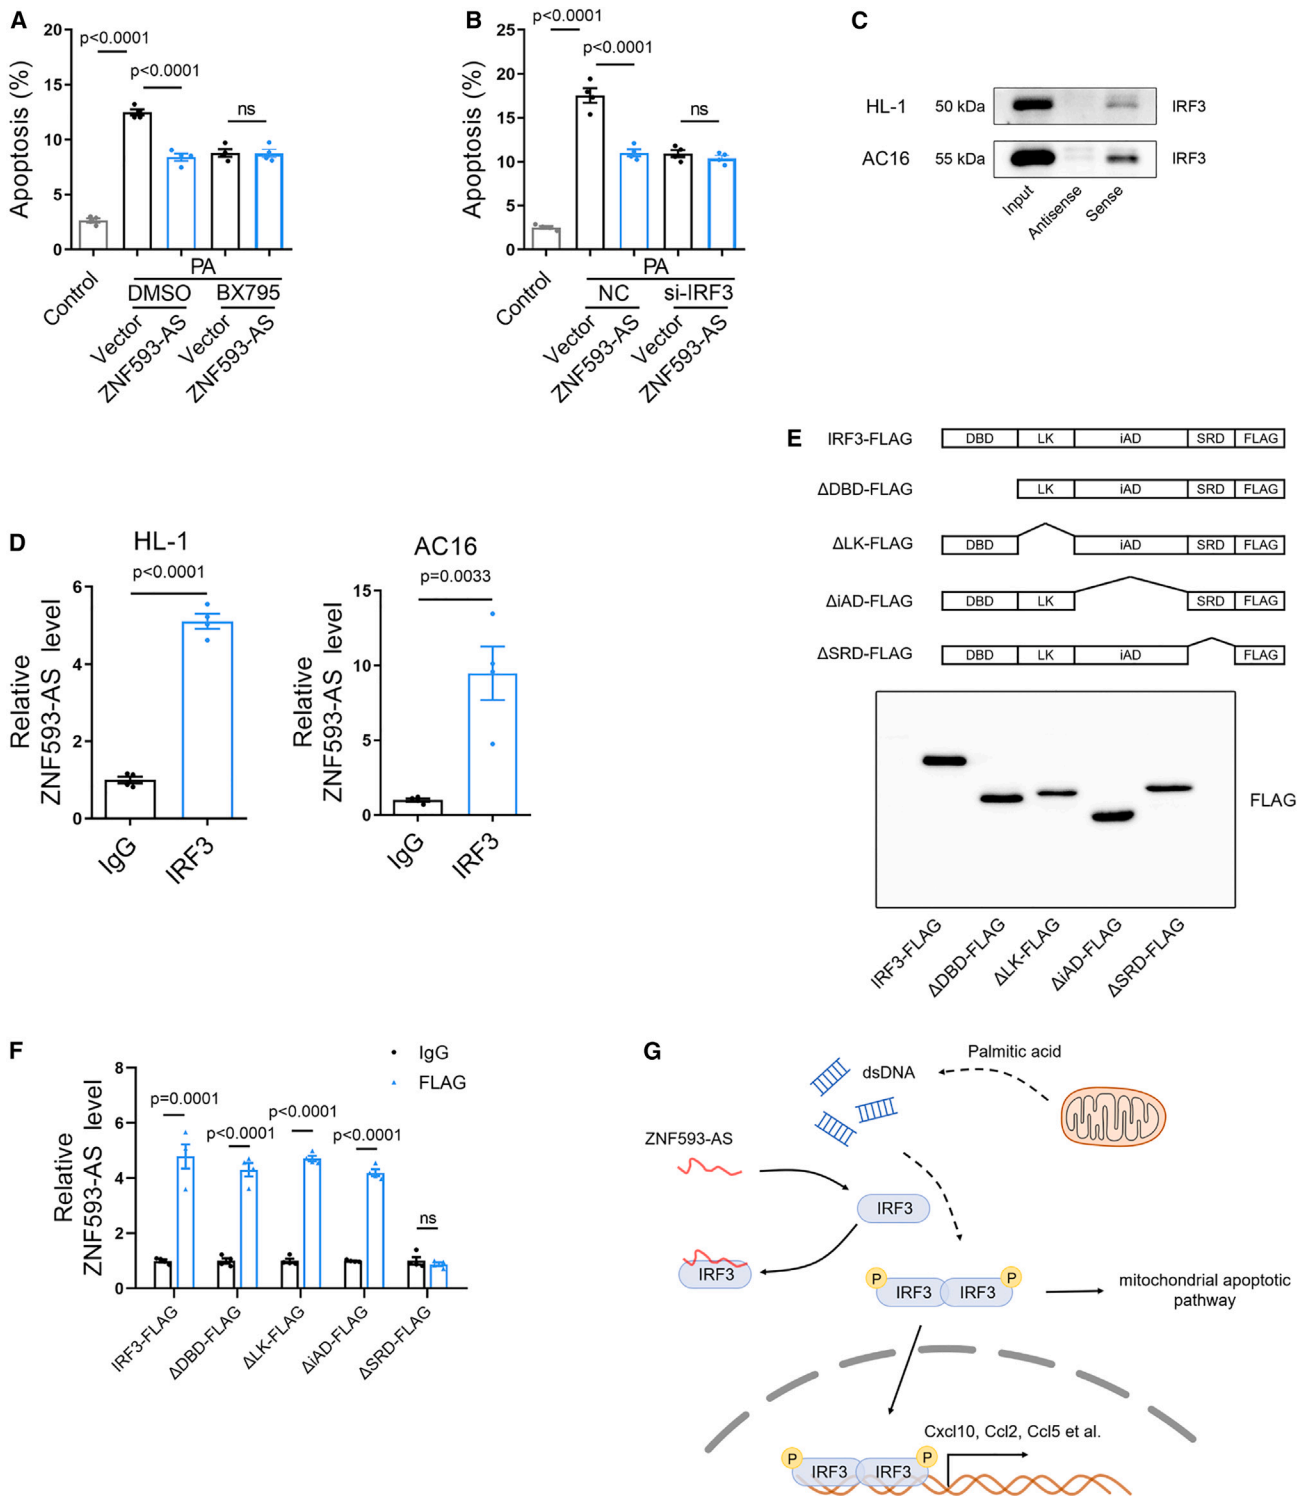 A
p<0.0001
p<0.0001
ns
Apoptosis (%)
20
15
10
5
0
Control
PA
DMSO
BX795
Vector
ZNF593-AS
Vector
ZNF593-AS
B
p<0.0001
p<0.0001
ns
Apoptosis (%)
25
20
15
10
5
0
Control
PA
NC
si-IRF3
Vector
ZNF593-AS
Vector
ZNF593-AS
C
HL-1
50 kDa
IRF3
AC16
55 kDa
IRF3
Input
Antisense
Sense
D
HL-1
p<0.0001
Relative
ZNF593-AS level
6
4
2
0
IgG
IRF3
AC16
p=0.0033
Relative
ZNF593-AS level
15
10
5
0
IgG
IRF3
E
IRF3-FLAG
DBD
LK
iAD
SRD
FLAG
ΔDBD-FLAG
LK
iAD
SRD
FLAG
ΔLK-FLAG
DBD
iAD
SRD
FLAG
ΔiAD-FLAG
DBD
LK
SRD
FLAG
ΔSRD-FLAG
DBD
LK
iAD
FLAG
FLAG
IRF3-FLAG
ΔDBD-FLAG
ΔLK-FLAG
ΔiAD-FLAG
ΔSRD-FLAG
F
IgG
FLAG
p=0.0001
p<0.0001
p<0.0001
p<0.0001
ns
Relative
ZNF593-AS level
8
6
4
2
0
IRF3-FLAG
ΔDBD-FLAG
ΔLK-FLAG
ΔiAD-FLAG
ΔSRD-FLAG
G
Palmitic acid
dsDNA
ZNF593-AS
IRF3
IRF3
P
IRF3
IRF3
P
mitochondrial apoptotic
pathway
Cxcl10, Ccl2, Ccl5 et al.
P
IRF3
IRF3
P